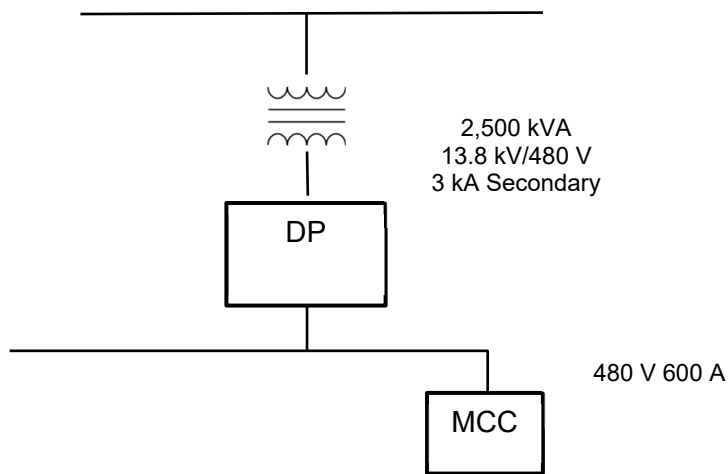 2,500 kVA
13.8 kV/480 V
3 kA Secondary
DP
480 V 600 A
MCC